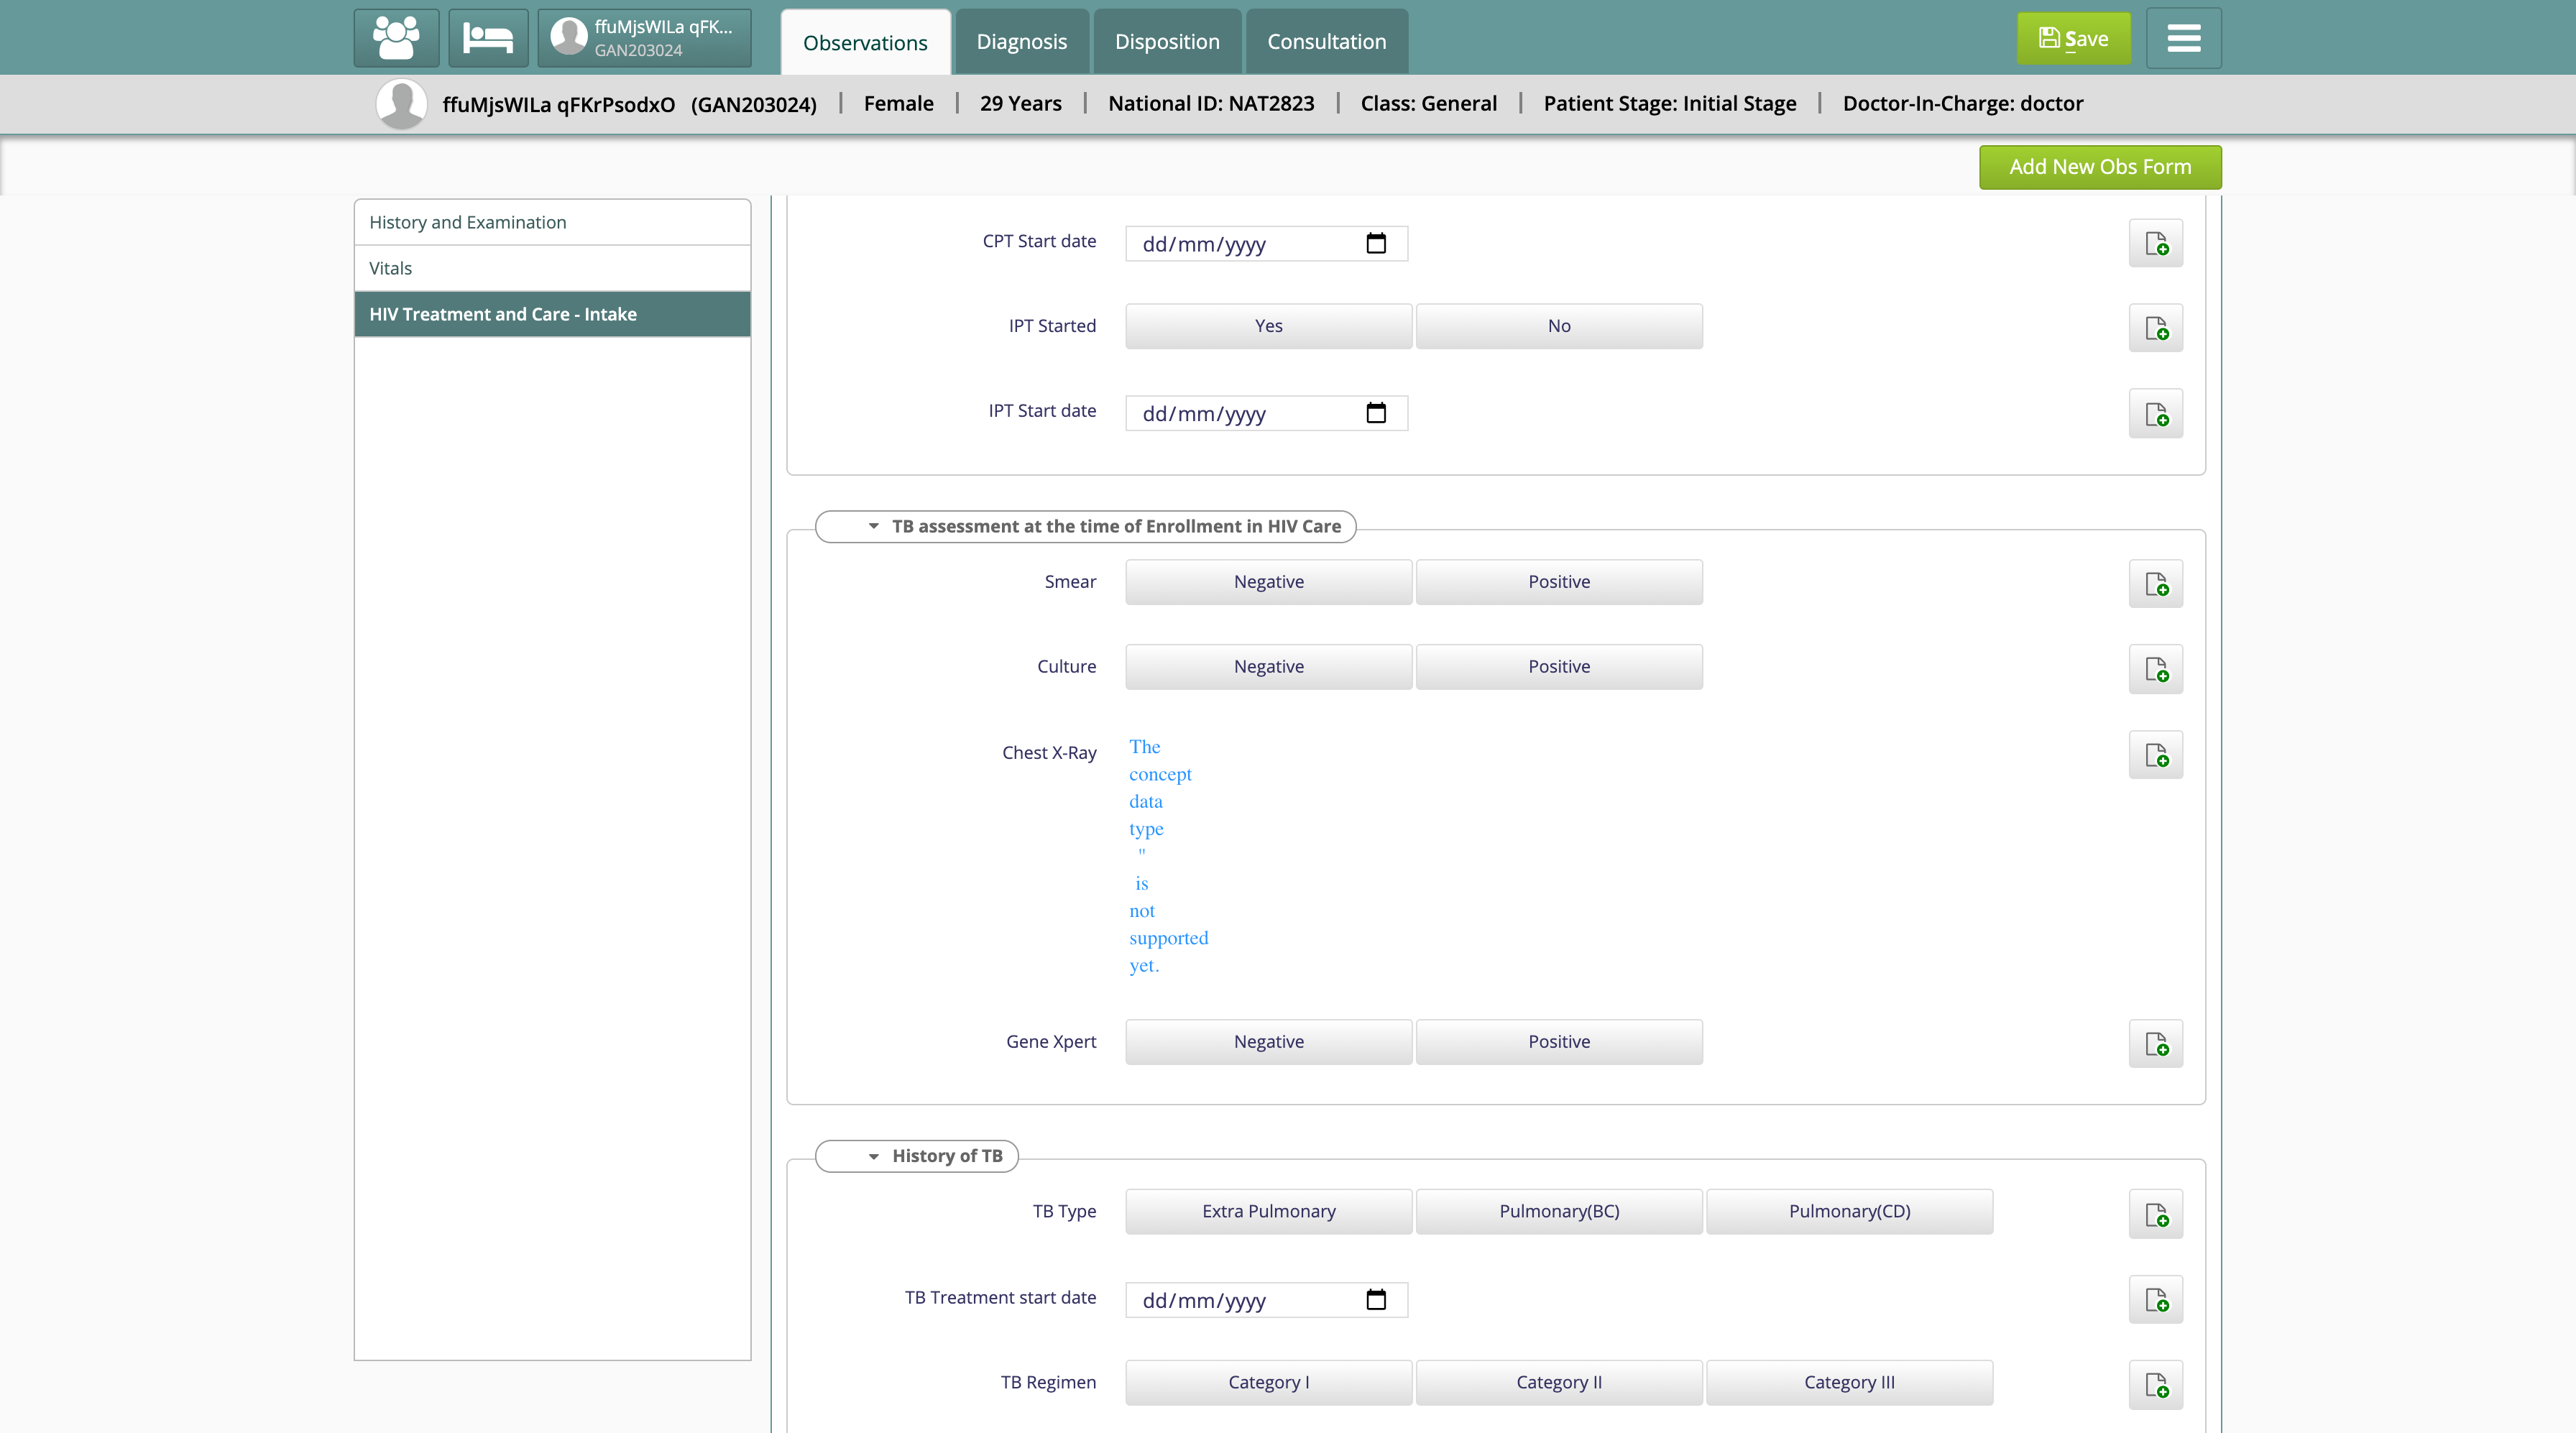 ffuMjsWILa qFK...
GAN203024
Observations
Diagnosis
Disposition
Consultation
Save
ffuMjsWILa qFKrPsodxO (GAN203024) | Female | 29 Years | National ID: NAT2823 | Class: General | Patient Stage: Initial Stage | Doctor-In-Charge: doctor
Add New Obs Form
History and Examination
Vitals
HIV Treatment and Care - Intake
CPT Start date dd/mm/yyyy
IPT Started Yes No
IPT Start date dd/mm/yyyy
TB assessment at the time of Enrollment in HIV Care
Smear Negative Positive
Culture Negative Positive
Chest X-Ray
The
concept
data
type
"
is
not
supported
yet.
Gene Xpert Negative Positive
History of TB
TB Type Extra Pulmonary Pulmonary(BC) Pulmonary(CD)
TB Treatment start date dd/mm/yyyy
TB Regimen Category I Category II Category III